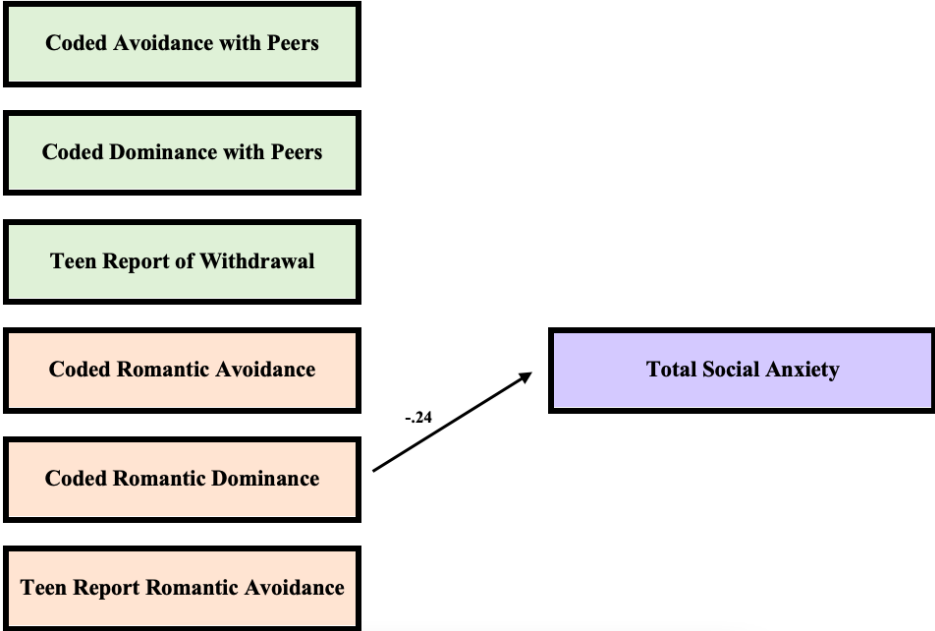 Coded Avoidance with Peers
Coded Dominance with Peers
Teen Report of Withdrawal
Coded Romantic Avoidance
Total Social Anxiety
-.24
Coded Romantic Dominance
Teen Report Romantic Avoidance